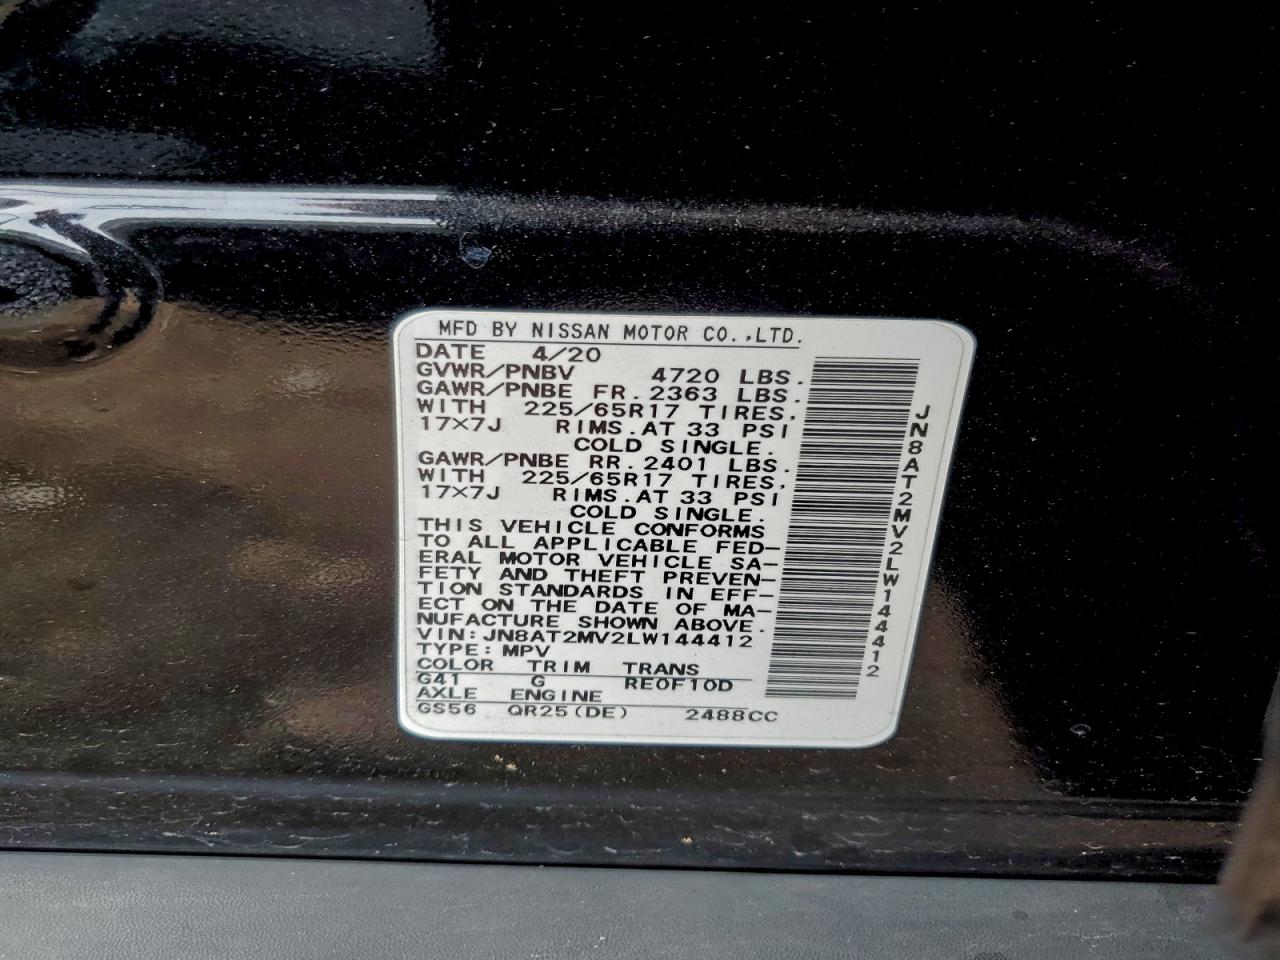 MFD BY NISSAN MOTOR CO.,LTD.
DATE 4/20
GVWR/PNBV 4720 LBS.
GAWR/PNBE FR. 2363 LBS.
WITH 225/65R17 TIRES,
17×7J RIMS.AT 33 PSI
COLD SINGLE.
GAWR/PNBE RR. 2401 LBS.
WITH 225/65R17 TIRES,
17×7J RIMS.AT 33 PSI
COLD SINGLE.
THIS VEHICLE CONFORMS
TO ALL APPLICABLE FED-
ERAL MOTOR VEHICLE SA-
FETY AND THEFT PREVEN-
TION STANDARDS IN EFF-
ECT ON THE DATE OF MA-
NUFACTURE SHOWN ABOVE.
VIN:JN8AT2MV2LW144412
TYPE:MPV
COLOR TRIM TRANS
G41 G RE0F10D
AXLE ENGINE
GS56 QR25(DE) 2488CC
JN8AT2MV2LW144412